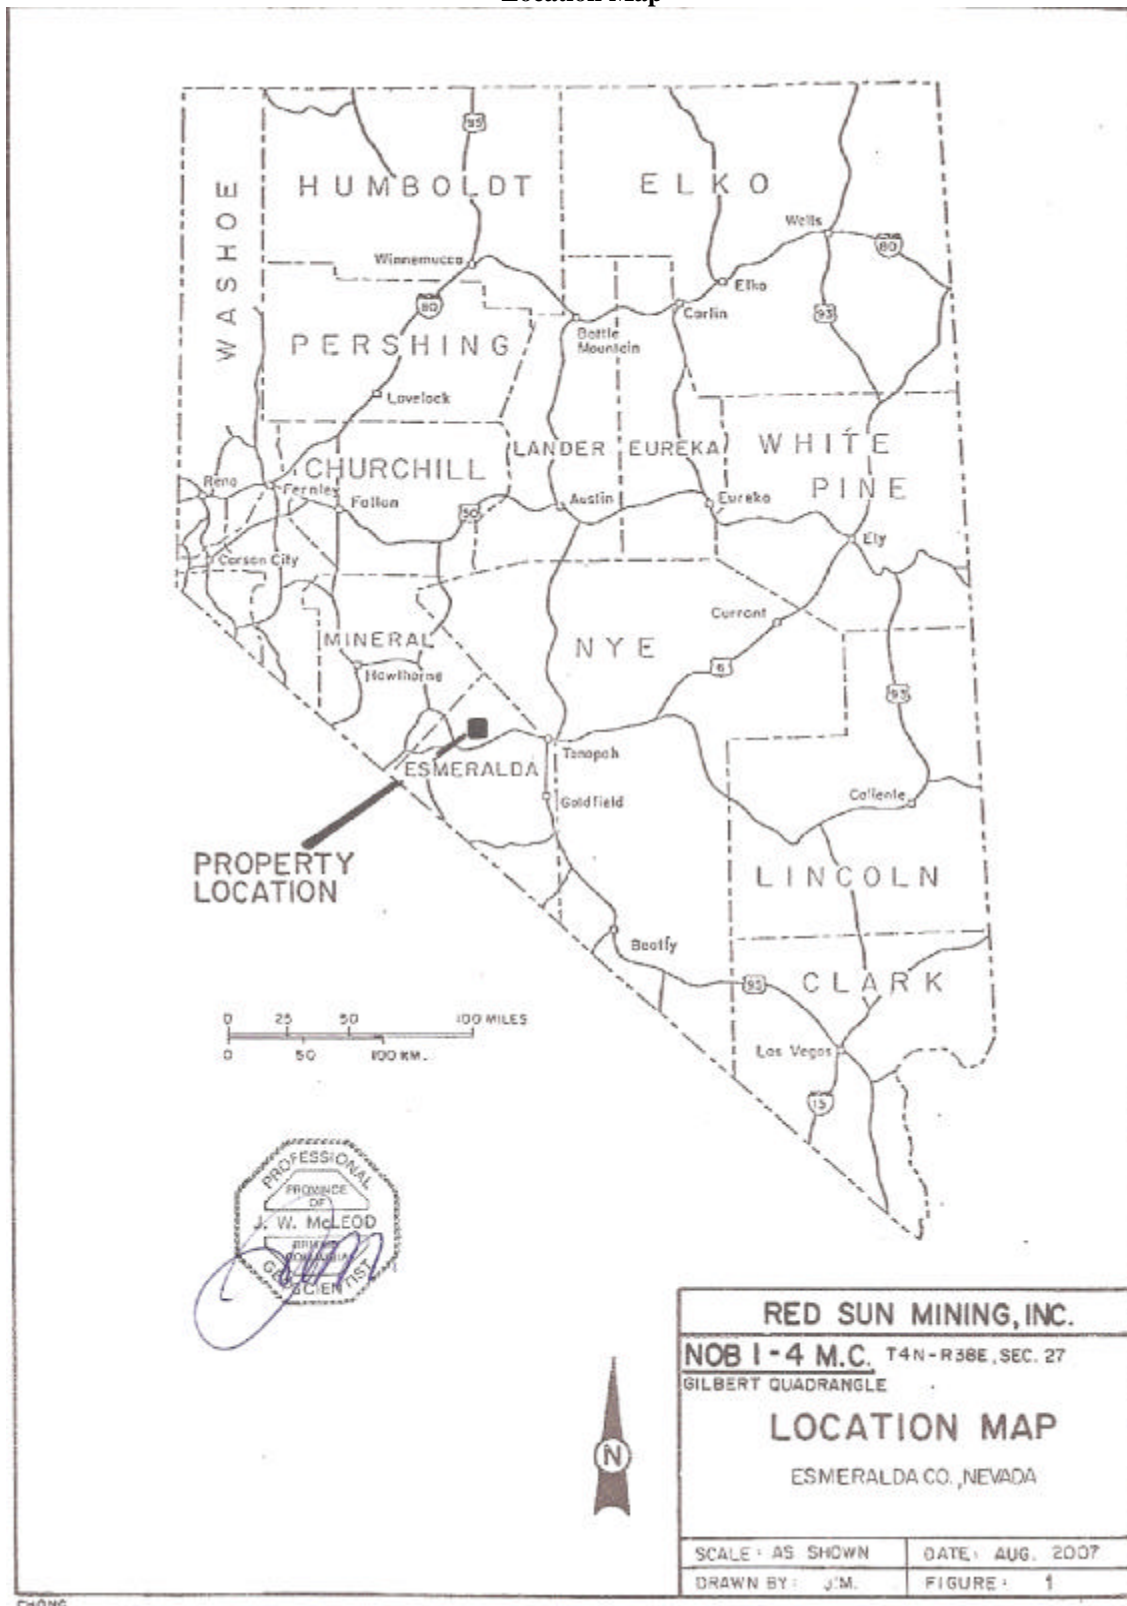 Location Map
95
HUMBOLDT
ELKO
WASHOE
Wells
80
Winnemucca
Elko
80
Carlin
93
Battle
Mountain
PERSHING
Lovelock
LANDER
EUREKA
WHITE
PINE
CHURCHILL
Reno
Fernley
Fallon
50
Austin
Eureka
Ely
Carson City
Currant
MINERAL
NYE
Hawthorne
6
93
Tonopah
ESMERALDA
Goldfield
Caliente
PROPERTY
LOCATION
LINCOLN
Beatty
95
CLARK
0 25 50 100 MILES
0 50 100 KM.
Las Vegas
15
PROFESSIONAL
PROVINCE
OF
J. W. McLEOD
BRITISH
COLUMBIA
GEOSCIENTIST
N
RED SUN MINING, INC.
NOB 1-4 M.C. T4N-R38E, SEC. 27
GILBERT QUADRANGLE
LOCATION MAP
ESMERALDA CO., NEVADA
SCALE: AS SHOWN DATE: AUG. 2007
DRAWN BY: J.M. FIGURE: 1